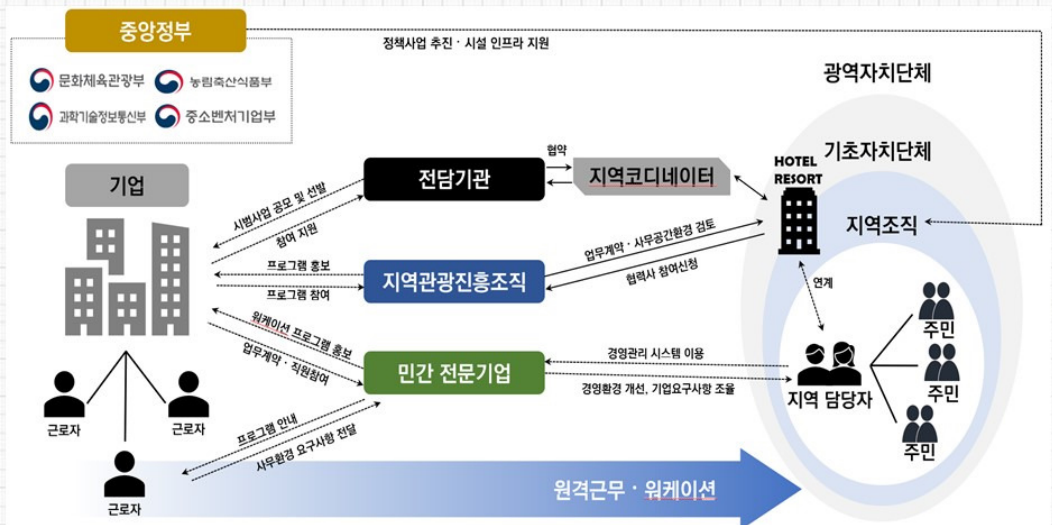 중앙정부
문화체육관광부
농림축산식품부
과학기술정보통신부
중소벤처기업부
정책사업 추진 · 시설 인프라 지원
광역자치단체
기초자치단체
지역조직
기업
전담기관
협약
지역코디네이터
HOTEL
RESORT
시범사업 공모 및 선발
참여 지원
프로그램 홍보
프로그램 참여
지역관광진흥조직
업무계약 · 사무공간환경 검토
협력사 참여신청
연계
워케이션 프로그램 홍보
업무계약 · 직원참여
민간 전문기업
경영관리 시스템 이용
경영환경 개선, 기업요구사항 조율
지역 담당자
주민
주민
주민
근로자
근로자
근로자
프로그램 안내
사무환경 요구사항 전달
원격근무 · 워케이션